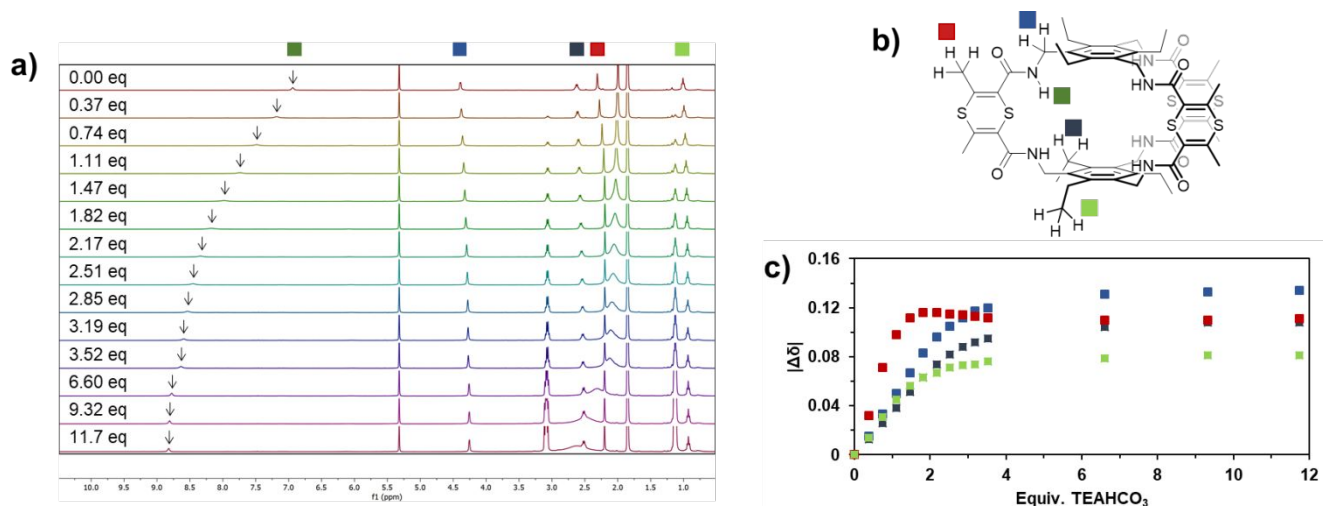 a)
0.00 eq
0.37 eq
0.74 eq
1.11 eq
1.47 eq
1.82 eq
2.17 eq
2.51 eq
2.85 eq
3.19 eq
3.52 eq
6.60 eq
9.32 eq
11.7 eq
10.0 9.5 9.0 8.5 8.0 7.5 7.0 6.5 6.0 5.5 5.0 4.5 4.0 3.5 3.0 2.5 2.0 1.5 1.0
f1 (ppm)
b)
H H
H O O
H H N NH HN O
H NH
S S S
S S S
H H
O N H NH HN O
O O
H H
H
c)
0.16
0.12
0.08
0.04
0
|Δδ|
0 2 4 6 8 10 12 14
Equiv. TEAHCO₃